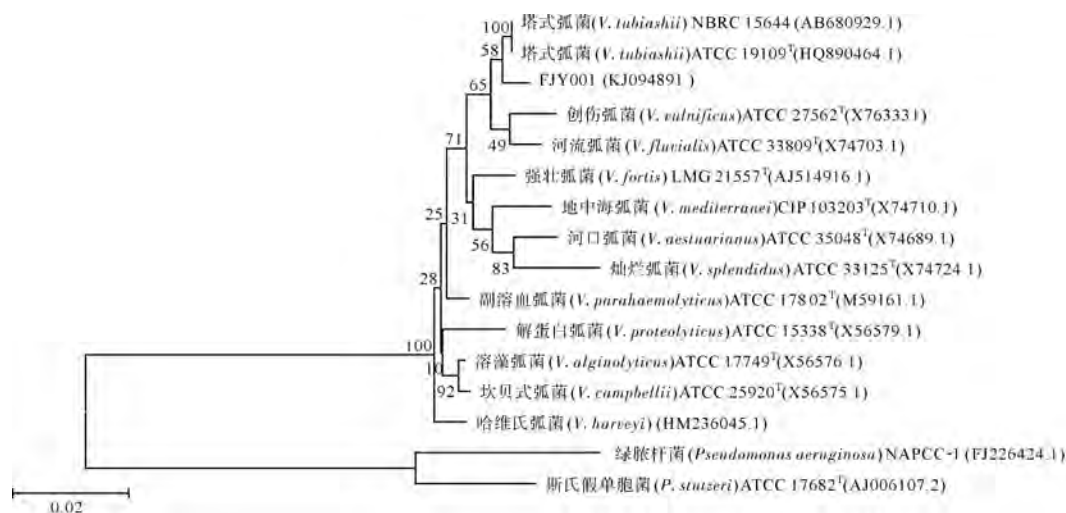 100
塔式弧菌(V. tubiashii) NBRC 15644 (AB680929.1)
58
塔式弧菌(V. tubiashii)ATCC 19109T(HQ890464.1)
FJY001 (KJ094891 )
65
创伤弧菌(V. vulnificus)ATCC 27562T(X76333 1)
71
49
河流弧菌(V. fluvialis)ATCC 33809T(X74703.1)
强壮弧菌(V. fortis) LMG 21557T(AJ514916 1)
地中海弧菌(V. mediterranei)CIP 103203T(X74710.1)
25
31
河口弧菌(V. aestuarianus)ATCC 35048T(X74689.1)
56
83
灿烂弧菌(V. splendidus) ATCC 33125T(X74724 1)
28
副溶血弧菌(V. parahaemolyticus)ATCC 17802T(M59161.1)
解蛋白弧菌(V. proteolyticus)ATCC 15338T(X56579.1)
100
溶藻弧菌(V. alginolyticus)ATCC 17749T(X56576 1)
10
92
坎贝式弧菌(V. campbellii)ATCC 25920T(X56575 1)
哈维氏弧菌(V. harveyi) (HM236045.1)
绿脓杆菌(Pseudomonas aeruginosa) NAPCC-1 (FJ226424.1)
斯氏假单胞菌(P. stutzeri)ATCC 17682T(AJ006107.2)
0.02